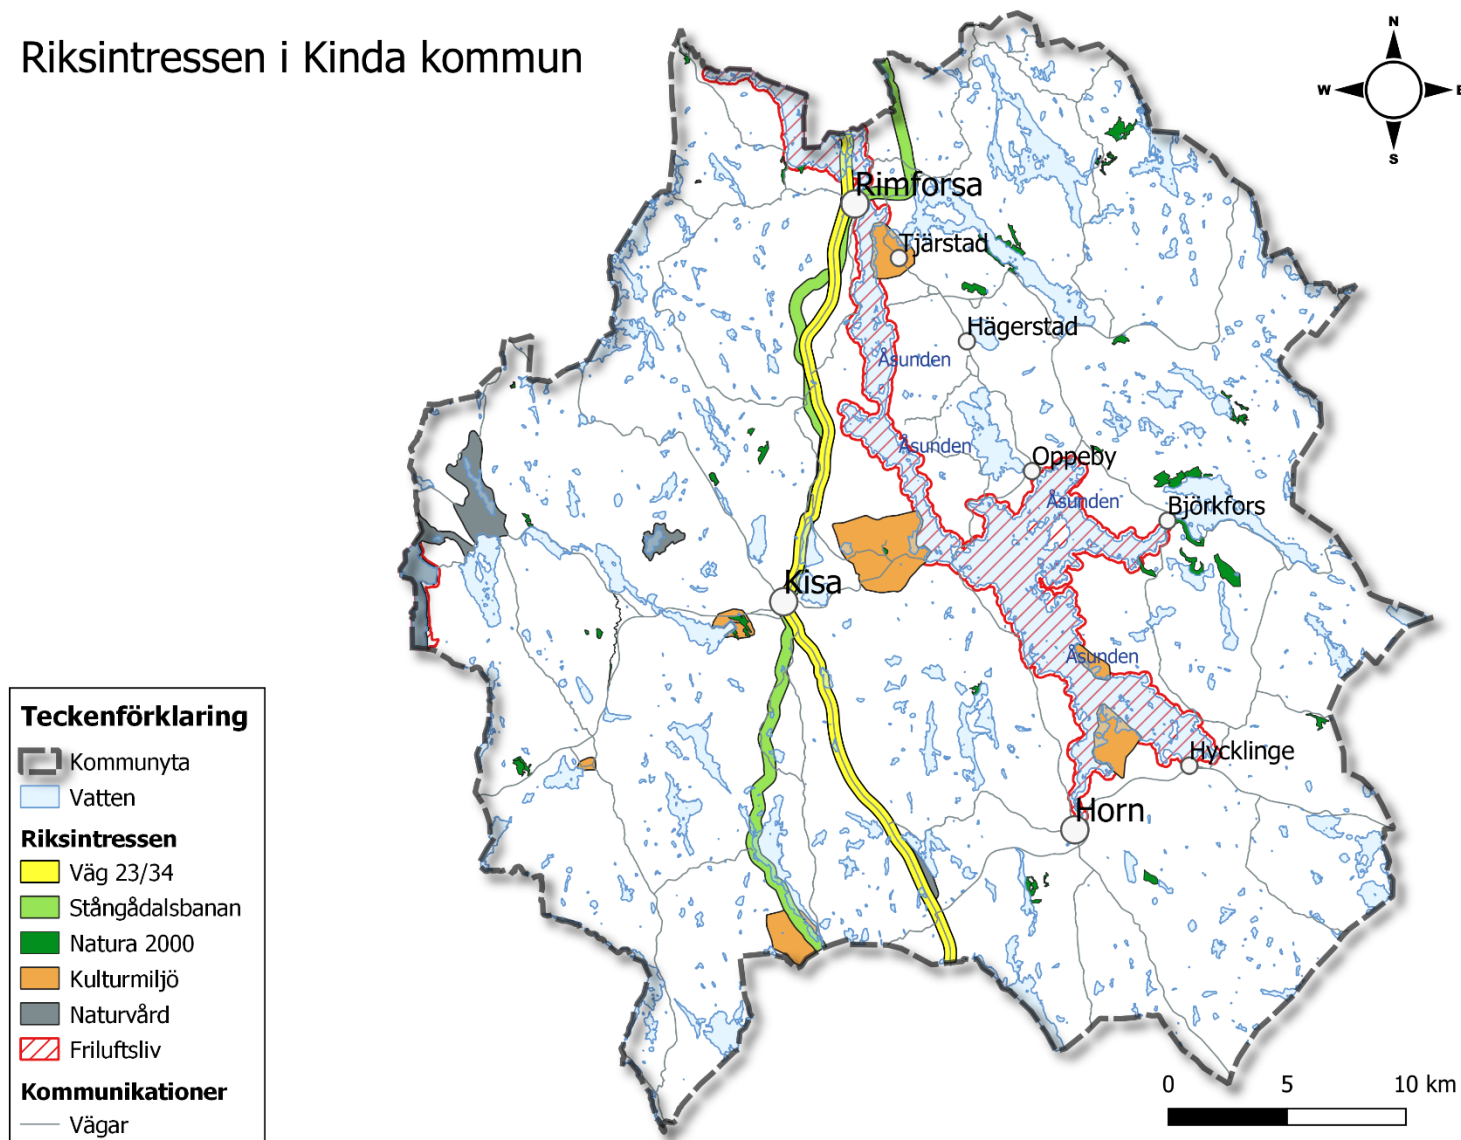 Riksintressen i Kinda kommun
N
W
E
S
Rimforsa
Tjärstad
Hägerstad
Åsunden
Åsunden
Oppeby
Åsunden
Björkfors
Kisa
Åsunden
Hycklinge
Horn
Teckenförklaring
Kommunyta
Vatten
Riksintressen
Väg 23/34
Stångådalsbanan
Natura 2000
Kulturmiljö
Naturvård
Friluftsliv
Kommunikationer
Vägar
0 5 10 km